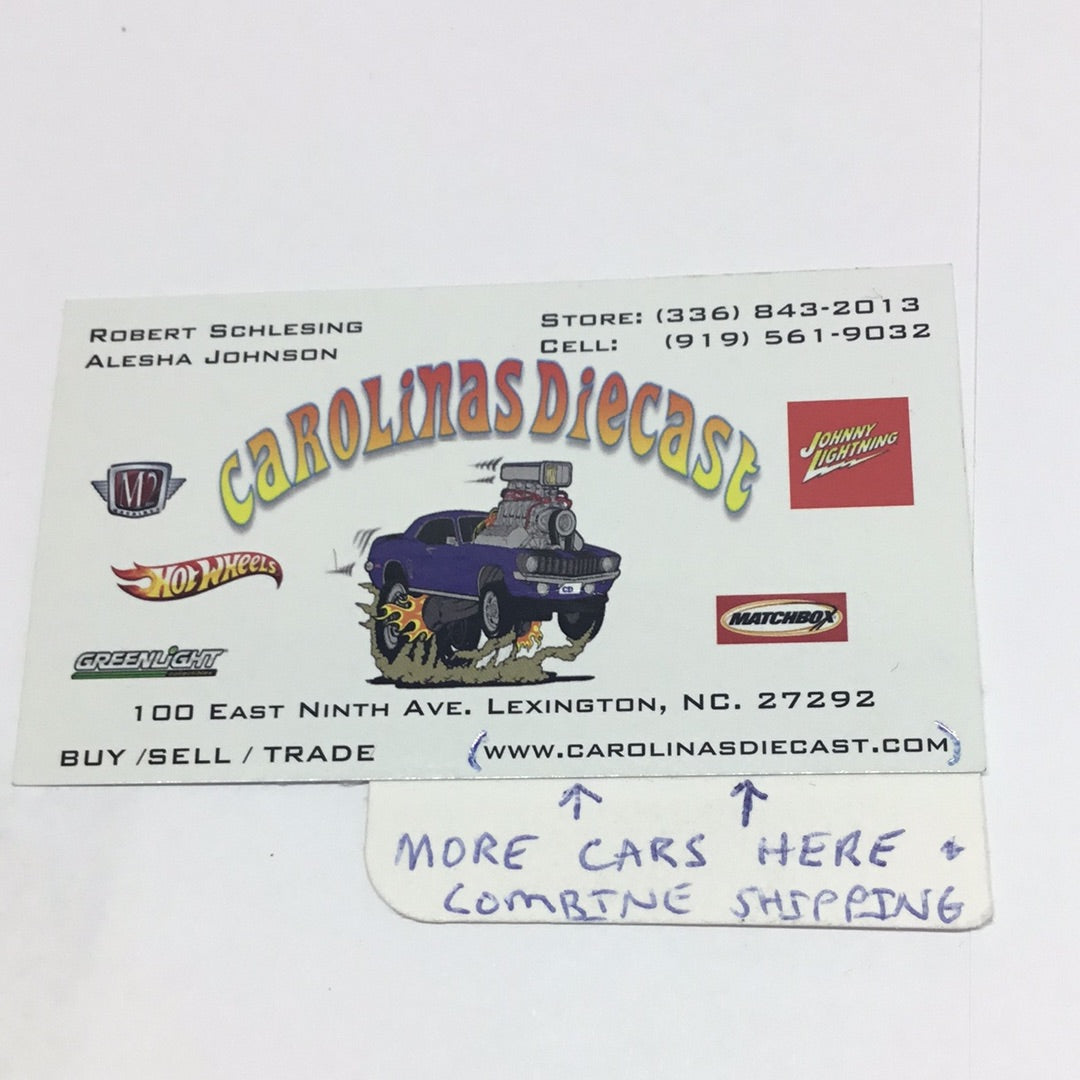 ROBERT SCHLESING
ALESHA JOHNSON
STORE: (336) 843-2013
CELL: (919) 561-9032
CAROLINAS DIECAST
JOHNNY
LIGHTNING
M2
HOT WHEELS
CD
MATCHBOX
GREENLIGHT
100 EAST NINTH AVE. LEXINGTON, NC. 27292
BUY /SELL / TRADE
(WWW.CAROLINASDIECAST.COM)
↑ ↑
MORE CARS HERE +
COMBINE SHIPPING